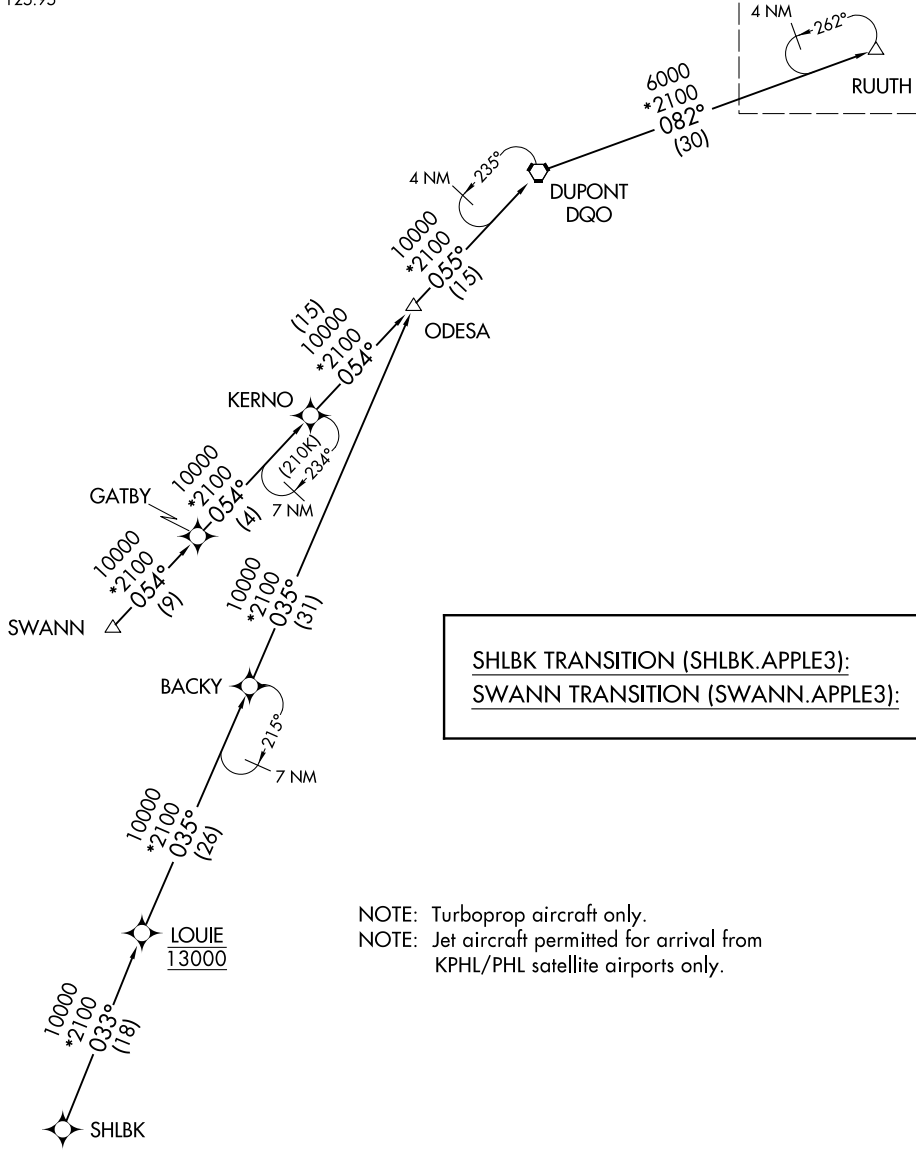 4 NM
262°
RUUTH
6000
*2100
082°
(30)
4 NM
235°
DUPONT
DQO
10000
*2100
055°
(15)
ODESA
(15)
10000
*2100
054°
KERNO
(210K)
234°
7 NM
10000
*2100
054°
(4)
GATBY
10000
*2100
054°
(9)
SWANN
10000
*2100
035°
(31)
SHLBK TRANSITION (SHLBK.APPLE3):
SWANN TRANSITION (SWANN.APPLE3):
BACKY
215°
7 NM
10000
*2100
035°
(26)
NOTE: Turboprop aircraft only.
NOTE: Jet aircraft permitted for arrival from
KPHL/PHL satellite airports only.
LOUIE
13000
10000
*2100
033°
(18)
SHLBK